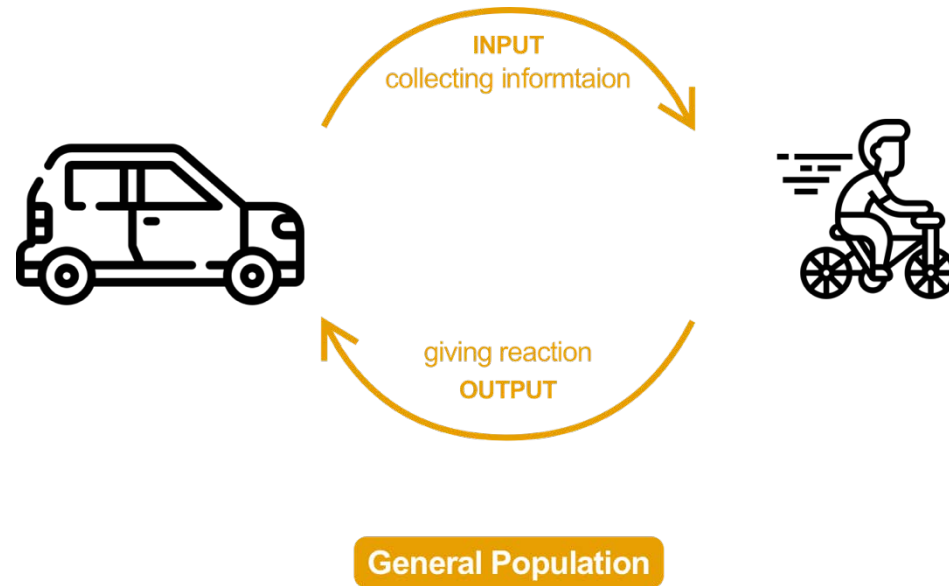 INPUT
collecting informtaion
giving reaction
OUTPUT
General Population